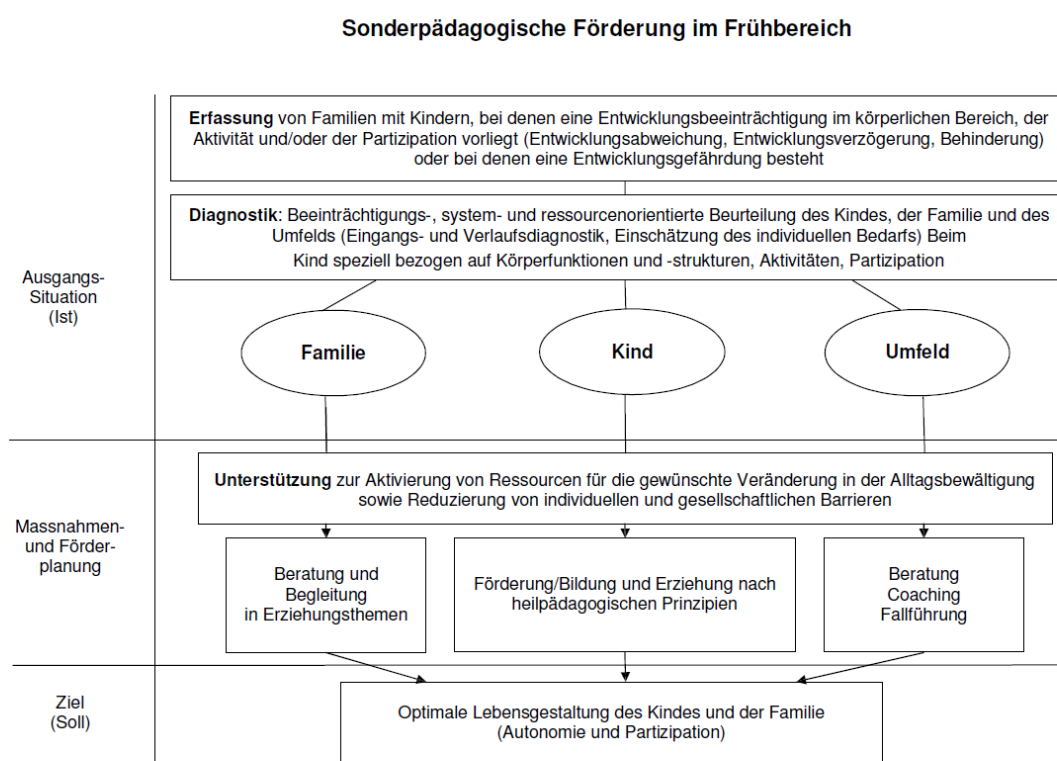 Sonderpädagogische Förderung im Frühbereich
Erfassung von Familien mit Kindern, bei denen eine Entwicklungsbeeinträchtigung im körperlichen Bereich, der
Aktivität und/oder der Partizipation vorliegt (Entwicklungsabweichung, Entwicklungsverzögerung, Behinderung)
oder bei denen eine Entwicklungsgefährdung besteht
Diagnostik: Beeinträchtigungs-, system- und ressourcenorientierte Beurteilung des Kindes, der Familie und des
Umfelds (Eingangs- und Verlaufsdiagnostik, Einschätzung des individuellen Bedarfs) Beim
Kind speziell bezogen auf Körperfunktionen und -strukturen, Aktivitäten, Partizipation
Ausgangs-
Situation
(Ist)
Familie
Kind
Umfeld
Unterstützung zur Aktivierung von Ressourcen für die gewünschte Veränderung in der Alltagsbewältigung
sowie Reduzierung von individuellen und gesellschaftlichen Barrieren
Massnahmen-
und Förder-
planung
Beratung und
Begleitung
in Erziehungsthemen
Förderung/Bildung und Erziehung nach
heilpädagogischen Prinzipien
Beratung
Coaching
Fallführung
Ziel
(Soll)
Optimale Lebensgestaltung des Kindes und der Familie
(Autonomie und Partizipation)